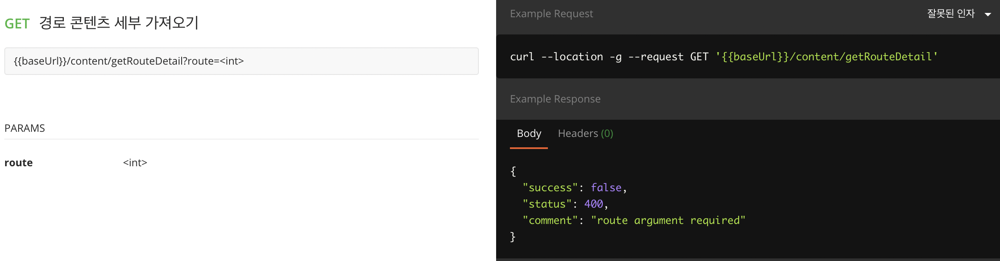 GET 경로 콘텐츠 세부 가져오기
{{baseUrl}}/content/getRouteDetail?route=<int>
PARAMS
route <int>
Example Request 잘못된 인자
curl --location -g --request GET '{{baseUrl}}/content/getRouteDetail'
Example Response
Body Headers (0)
{
  "success": false,
  "status": 400,
  "comment": "route argument required"
}